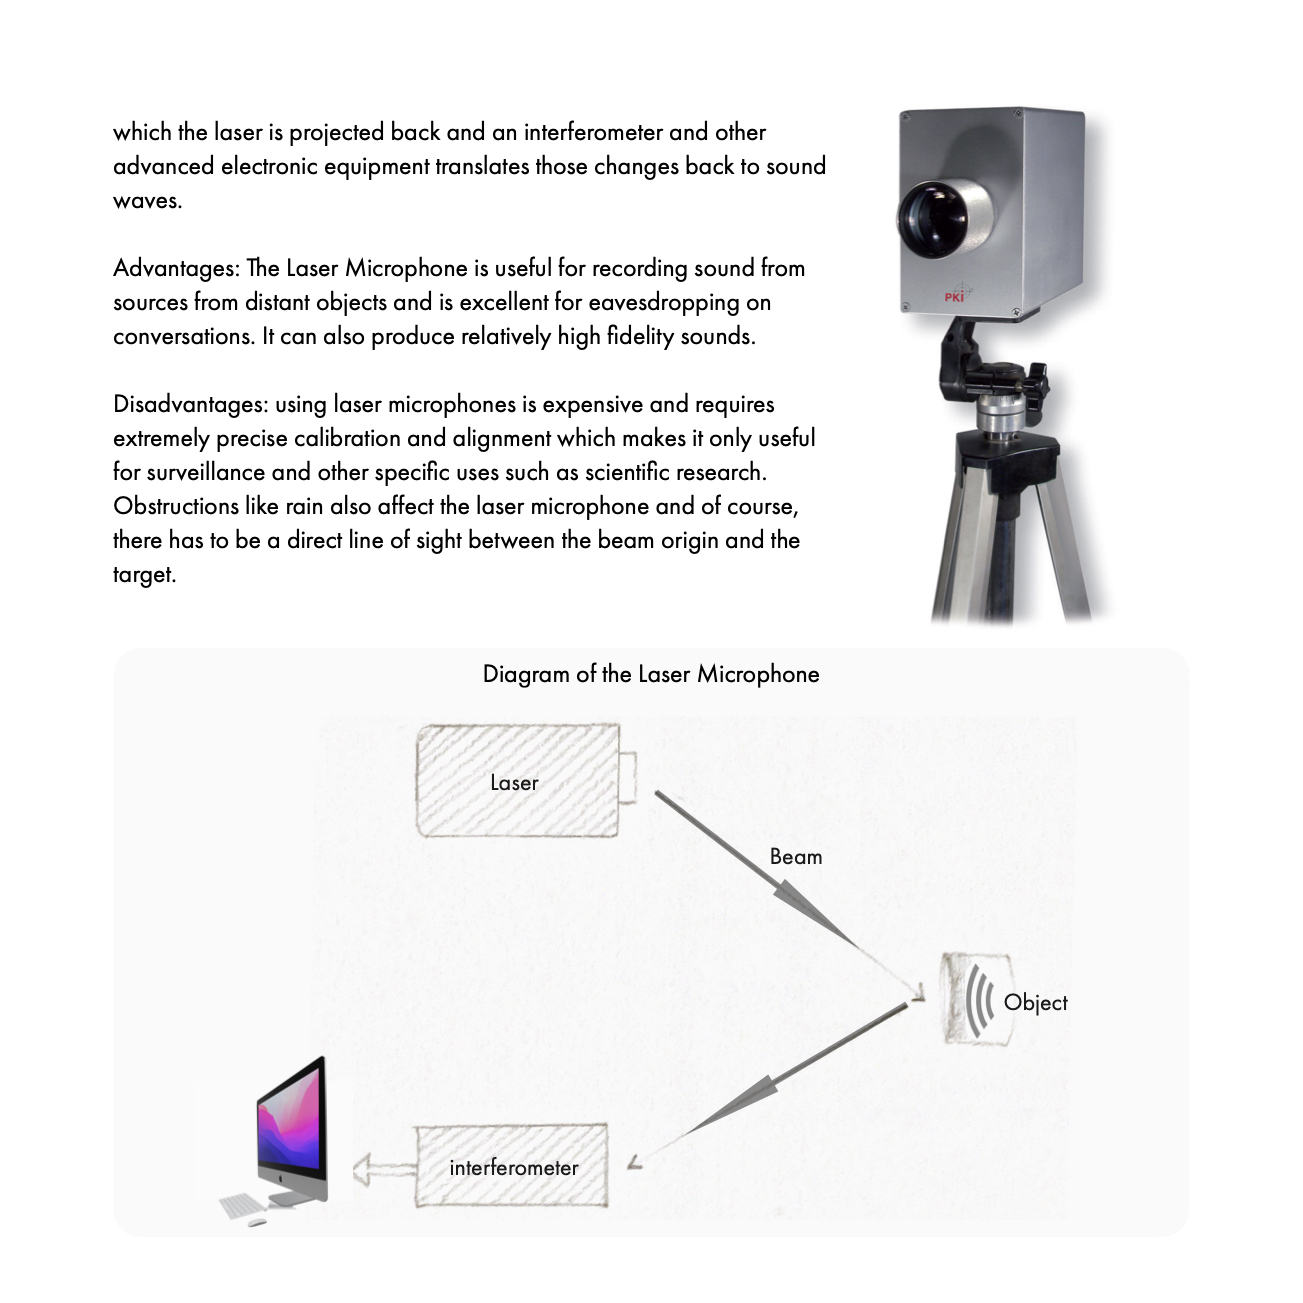 which the laser is projected back and an interferometer and other
advanced electronic equipment translates those changes back to sound
waves.
Advantages: The Laser Microphone is useful for recording sound from
sources from distant objects and is excellent for eavesdropping on
conversations. It can also produce relatively high fidelity sounds.
Disadvantages: using laser microphones is expensive and requires
extremely precise calibration and alignment which makes it only useful
for surveillance and other specific uses such as scientific research.
Obstructions like rain also affect the laser microphone and of course,
there has to be a direct line of sight between the beam origin and the
target.
PKI
Diagram of the Laser Microphone
Laser
Beam
Object
interferometer